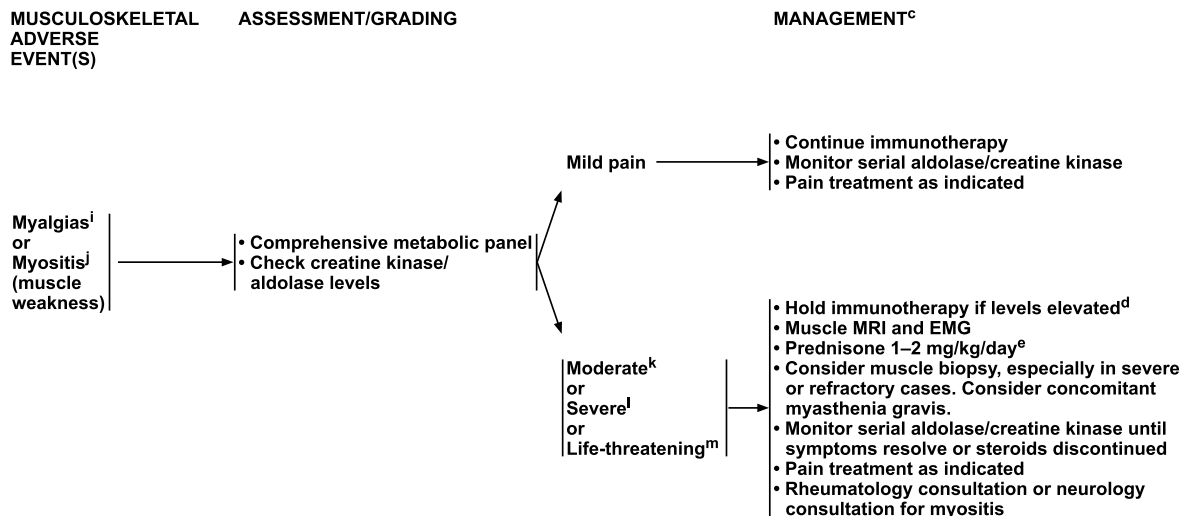 MUSCULOSKELETAL
ADVERSE
EVENT(S)
ASSESSMENT/GRADING
MANAGEMENTc
Myalgiasi
or
Myositisj
(muscle
weakness)
• Comprehensive metabolic panel
• Check creatine kinase/
aldolase levels
Mild pain
• Continue immunotherapy
• Monitor serial aldolase/creatine kinase
• Pain treatment as indicated
Moderatek
or
Severel
or
Life-threateningm
• Hold immunotherapy if levels elevatedd
• Muscle MRI and EMG
• Prednisone 1–2 mg/kg/daye
• Consider muscle biopsy, especially in severe
or refractory cases. Consider concomitant
myasthenia gravis.
• Monitor serial aldolase/creatine kinase until
symptoms resolve or steroids discontinued
• Pain treatment as indicated
• Rheumatology consultation or neurology
consultation for myositis